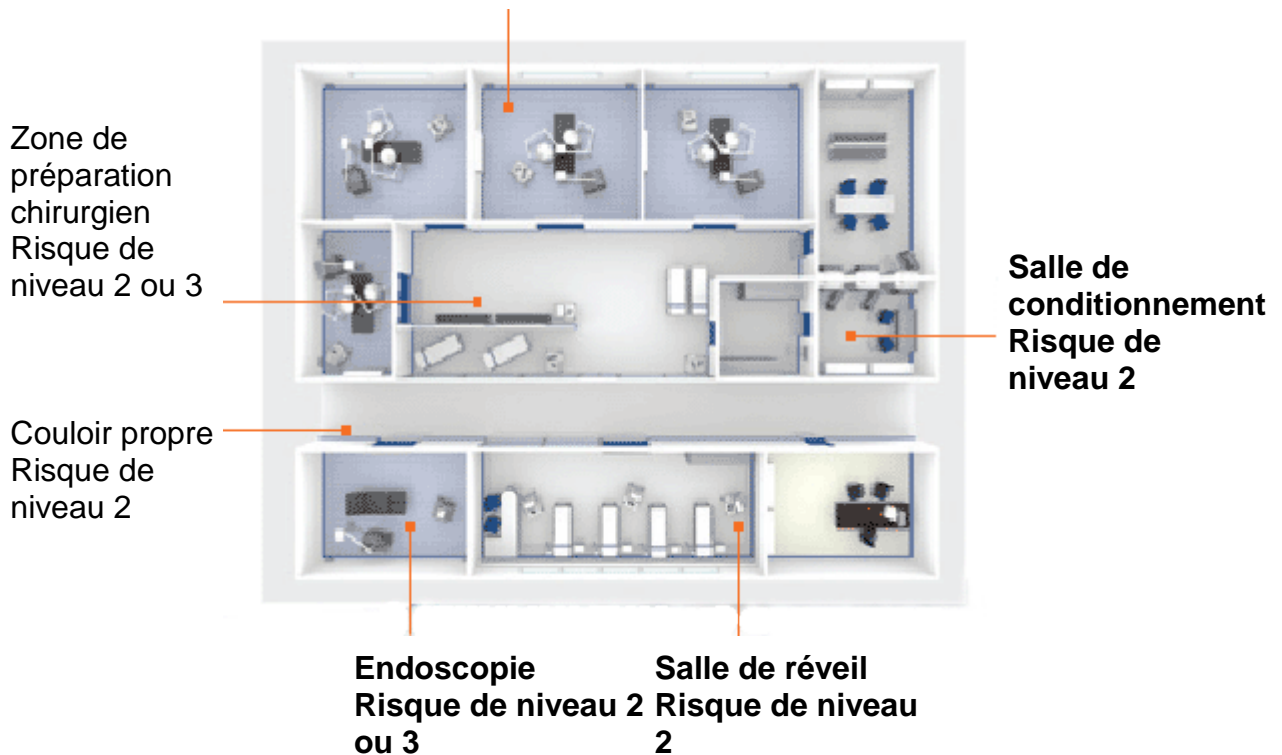 Zone de
préparation
chirurgien
Risque de
niveau 2 ou 3
Salle de
conditionnement
Risque de
niveau 2
Couloir propre
Risque de
niveau 2
Endoscopie
Risque de niveau 2
ou 3
Salle de réveil
Risque de niveau
2